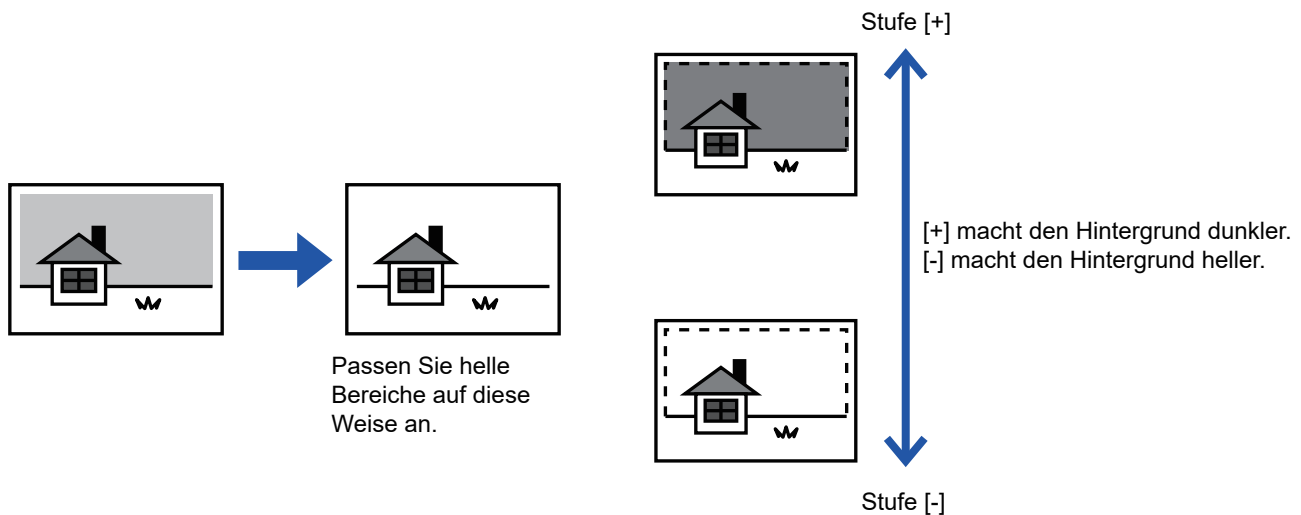 Stufe [+]
[+] macht den Hintergrund dunkler.
[-] macht den Hintergrund heller.
Passen Sie helle
Bereiche auf diese
Weise an.
Stufe [-]